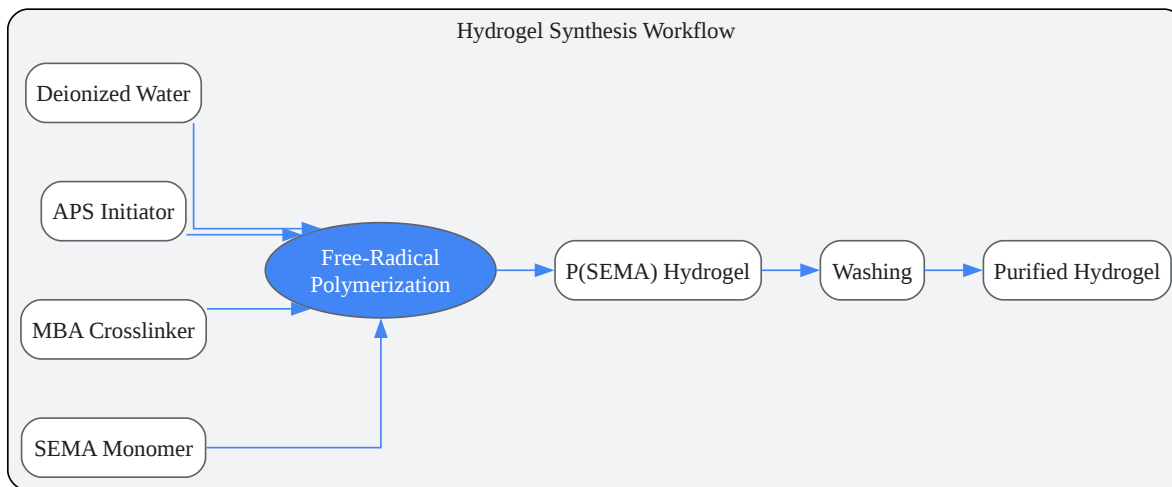 Hydrogel Synthesis Workflow
Deionized Water
APS Initiator
MBA Crosslinker
SEMA Monomer
Free-Radical
Polymerization
P(SEMA) Hydrogel
Washing
Purified Hydrogel